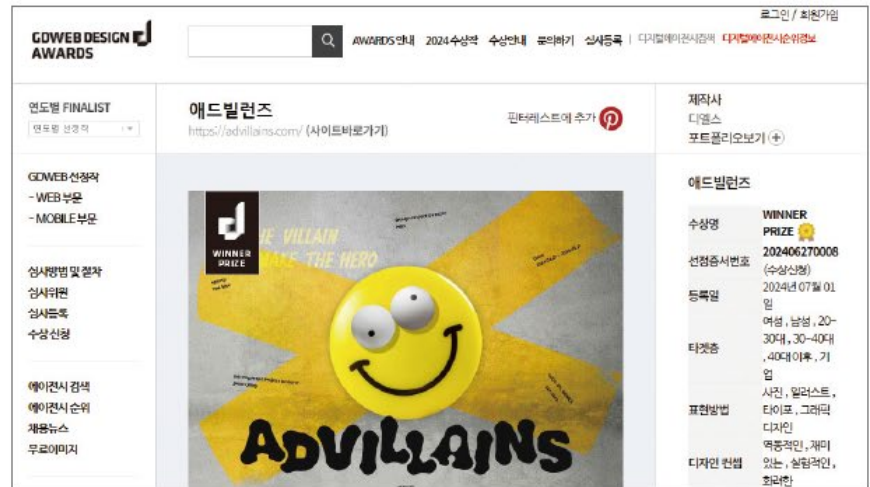 로그인 / 회원가입
GDWEB DESIGN
AWARDS
AWARDS 안내 2024 수상작 수상안내 문의하기 심사등록 | 디지털에이전시검색 디지털에이전시순위정보
연도별 FINALIST
연도별 선정작
애드빌런즈
https://advillains.com/ (사이트바로가기)
핀터레스트에 추가
제작사
디엘스
포트폴리오보기
GDWEB 선정작
- WEB 부문
- MOBILE 부문
심사방법 및 절차
심사위원
심사등록
수상 신청
에이전시 검색
에이전시 순위
채용뉴스
무료이미지
WINNER
PRIZE
THE VILLAIN
MAKE THE HERO
ADVILLAINS
애드빌런즈
수상명 WINNER
PRIZE
선정증서번호 202406270008
(수상신청)
등록일 2024년 07월 01
일
타겟층 여성 , 남성 , 20~
30대 , 30~40대
, 40대 이후 , 기
업
표현방법 사진 , 일러스트 ,
타이포 , 그래픽
디자인
디자인 컨셉 역동적인 , 재미
있는 , 실험적인 ,
화려한